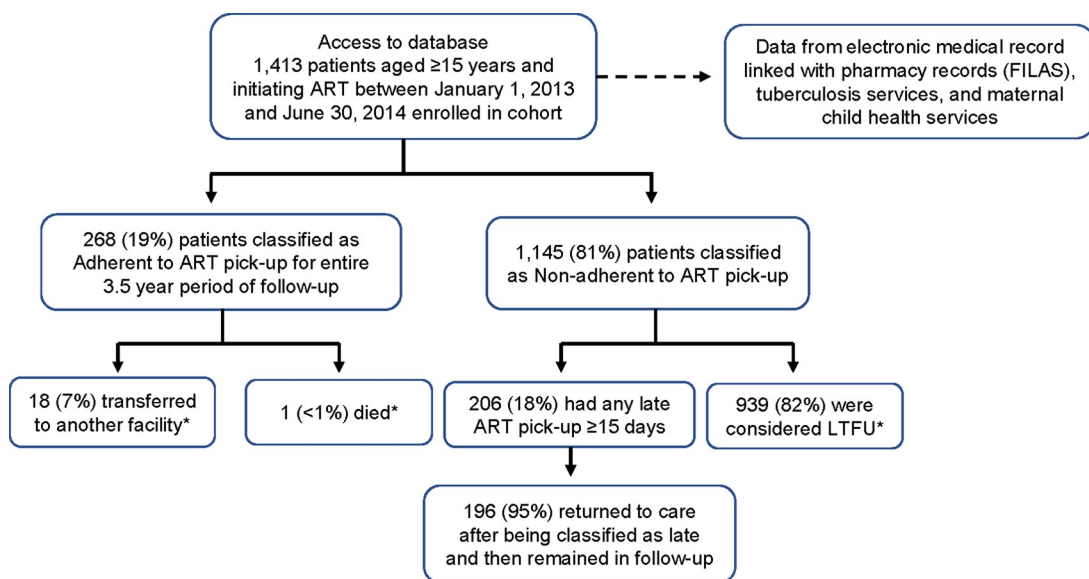 Access to database
1,413 patients aged ≥15 years and
initiating ART between January 1, 2013
and June 30, 2014 enrolled in cohort
Data from electronic medical record
linked with pharmacy records (FILAS),
tuberculosis services, and maternal
child health services
268 (19%) patients classified as
Adherent to ART pick-up for entire
3.5 year period of follow-up
1,145 (81%) patients classified
as Non-adherent to ART pick-up
18 (7%) transferred
to another facility*
1 (<1%) died*
206 (18%) had any late
ART pick-up ≥15 days
939 (82%) were
considered LTFU*
196 (95%) returned to care
after being classified as late
and then remained in follow-up